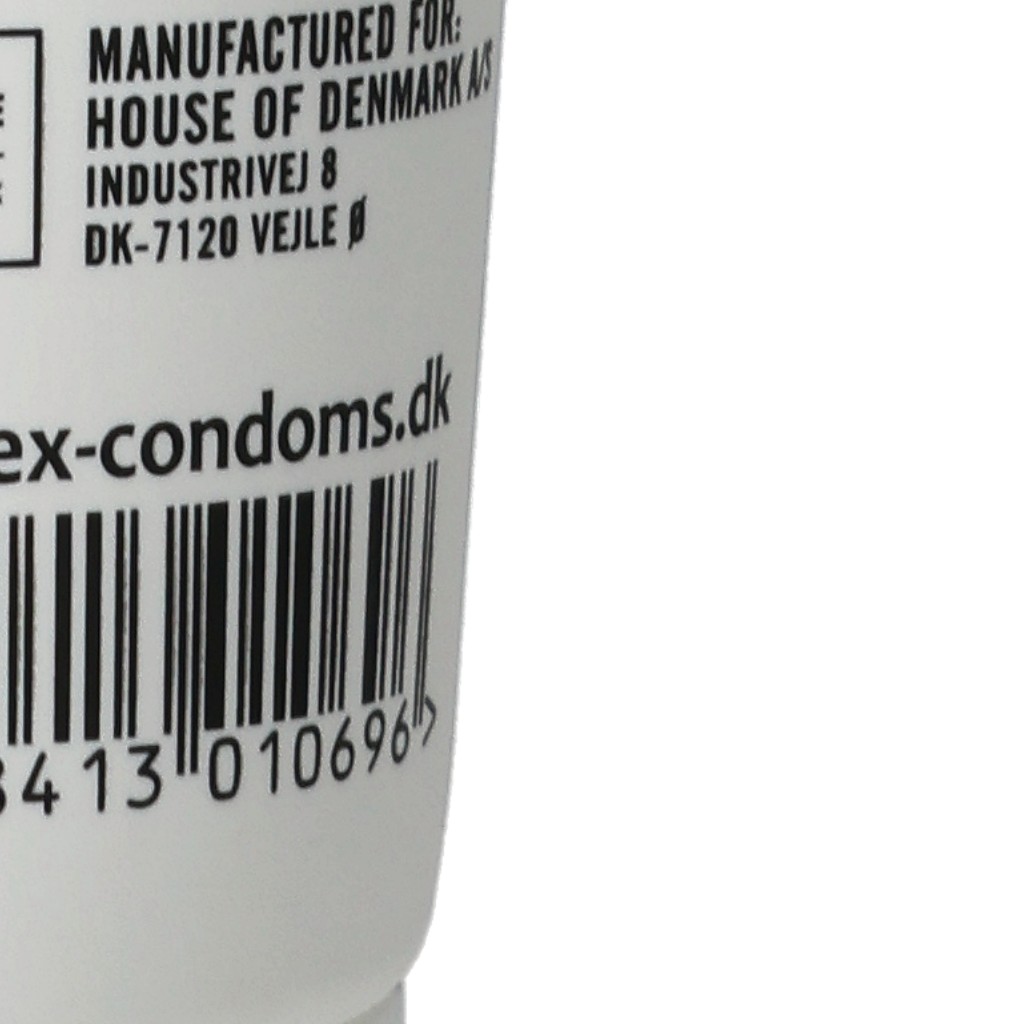 MANUFACTURED FOR:
HOUSE OF DENMARK A/S
INDUSTRIVEJ 8
DK-7120 VEJLE Ø
ex-condoms.dk
413 010696>